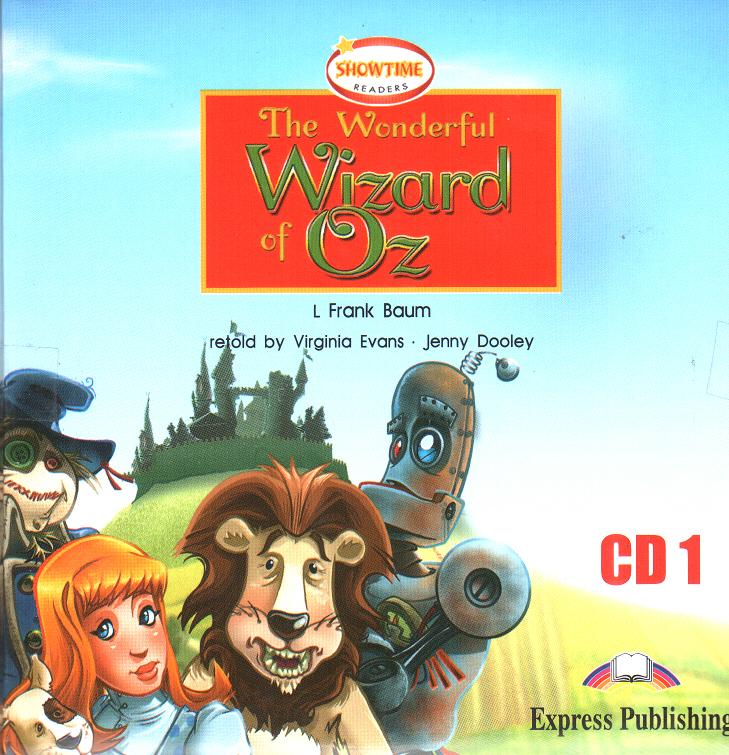 SHOWTIME
READERS
The Wonderful
Wizard
of Oz
L Frank Baum
retold by Virginia Evans · Jenny Dooley
CD 1
Express Publishing